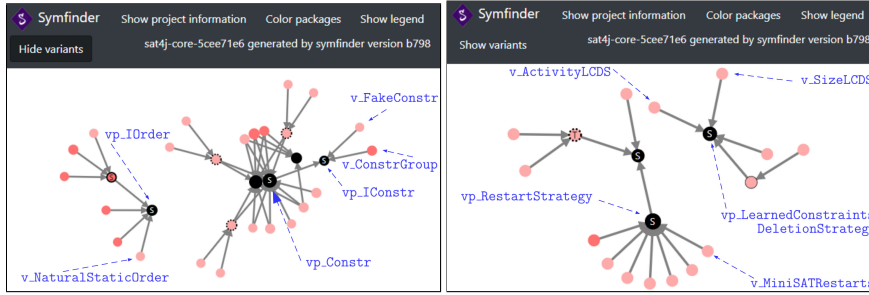 Symfinder Show project information Color packages Show legend
Hide variants sat4j-core-5cee71e6 generated by symfinder version b798
v_FakeConstr
vp_IOrder
S
S
S
S
v_ConstrGroup
vp_IConstr
vp_Constr
v_NaturalStaticOrder
Symfinder Show project information Color packages Show legend
Show variants sat4j-core-5cee71e6 generated by symfinder version b798
v_ActivityLCDS
v_SizeLCDS
T
S
S
vp_RestartStrategy
S
vp_LearnedConstraints
DeletionStrategy
v_MiniSATRestarts